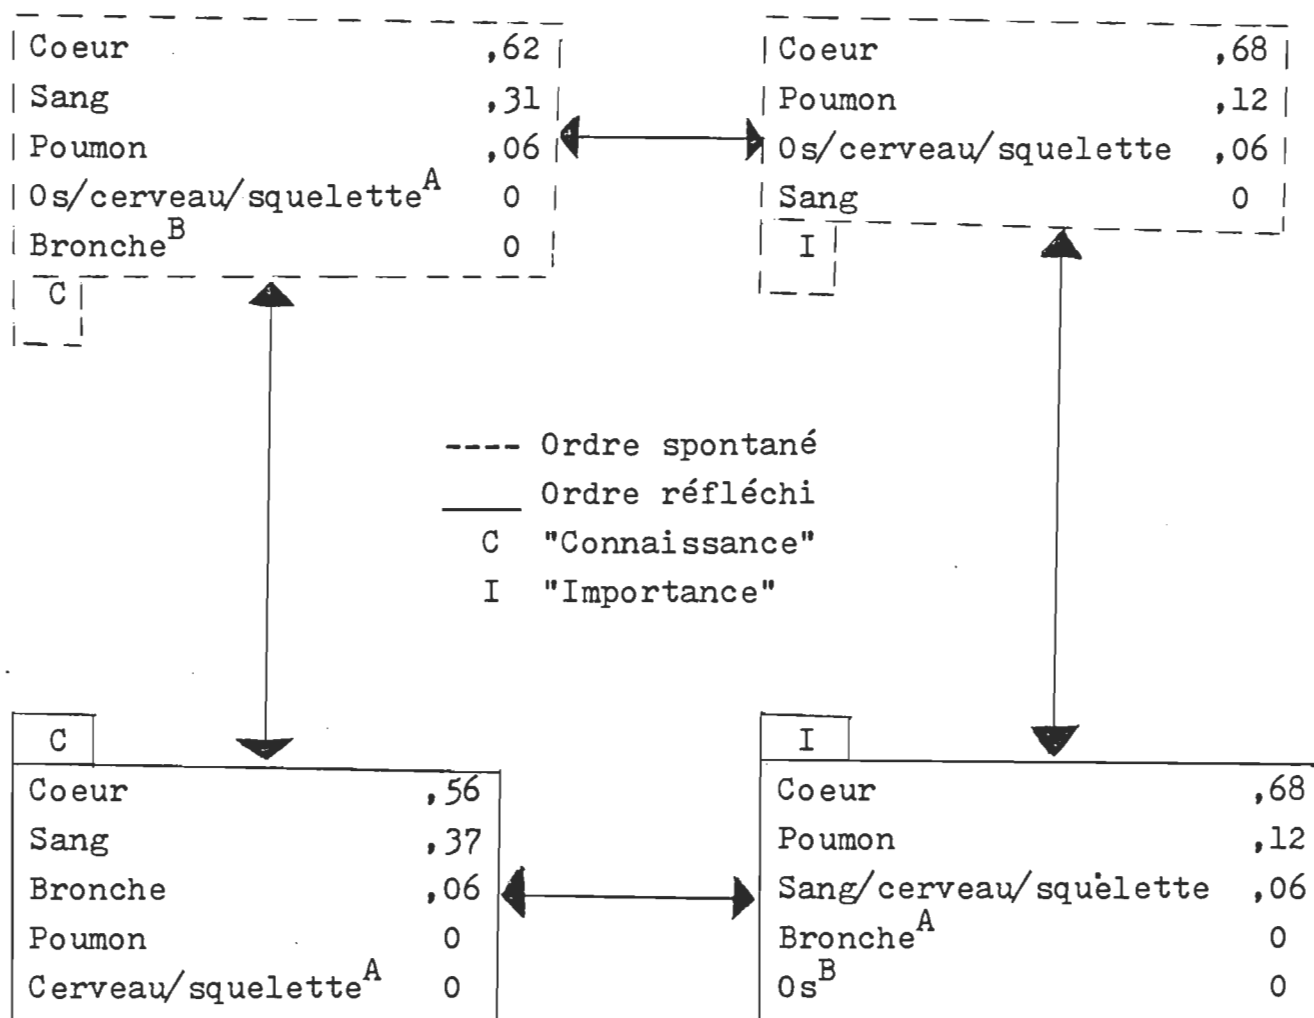 Coeur ,62
Sang ,31
Poumon ,06
Os/cerveau/squelette^A 0
Bronche^B 0
C
Coeur ,68
Poumon ,12
Os/cerveau/squelette ,06
Sang 0
I
---- Ordre spontané
____ Ordre réfléchi
C "Connaissance"
I "Importance"
C
Coeur ,56
Sang ,37
Bronche ,06
Poumon 0
Cerveau/squelette^A 0
I
Coeur ,68
Poumon ,12
Sang/cerveau/squelette ,06
Bronche^A 0
Os^B 0